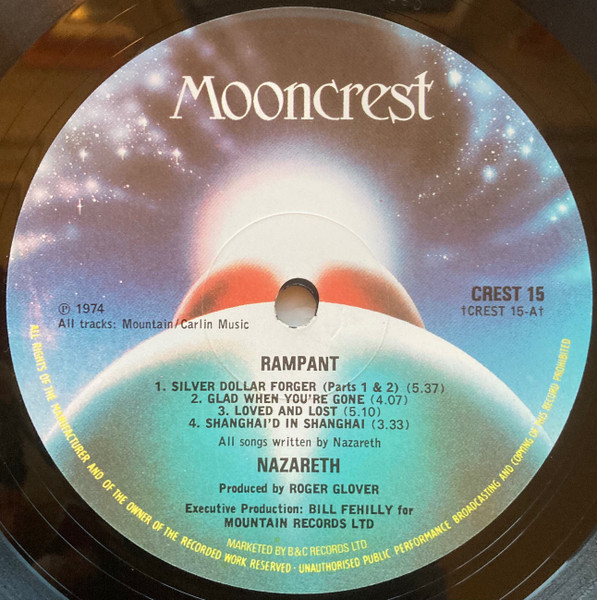 Mooncrest
CREST 15
†CREST 15-A†
℗ 1974
All tracks: Mountain/Carlin Music
RAMPANT
1. SILVER DOLLAR FORGER (Parts 1 & 2) (5.37)
2. GLAD WHEN YOU'RE GONE (4.07)
3. LOVED AND LOST (5.10)
4. SHANGHAI'D IN SHANGHAI (3.33)
All songs written by Nazareth
NAZARETH
Produced by ROGER GLOVER
Executive Production: BILL FEHILLY for
MOUNTAIN RECORDS LTD
MARKETED BY B&C RECORDS LTD
ALL RIGHTS OF THE MANUFACTURER AND OF THE OWNER OF THE RECORDED WORK RESERVED · UNAUTHORISED PUBLIC PERFORMANCE BROADCASTING AND COPYING OF THIS RECORD PROHIBITED